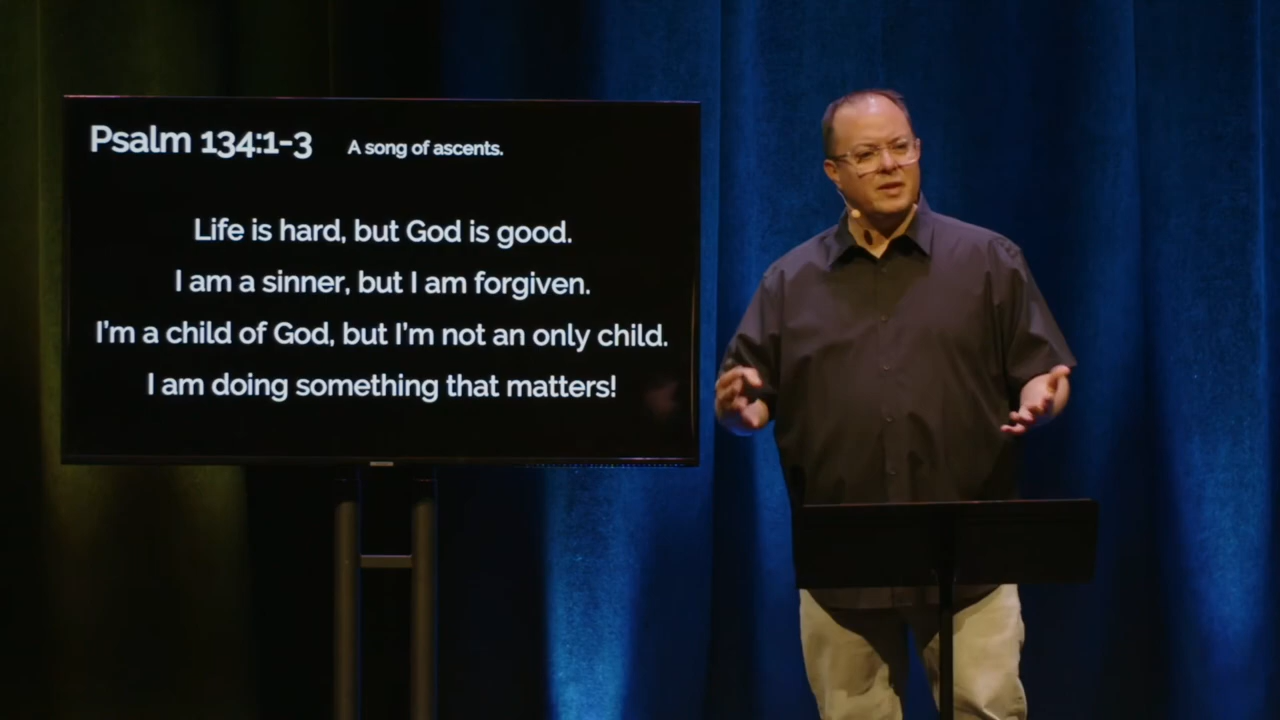 Psalm 134:1-3 A song of ascents.
Life is hard, but God is good.
I am a sinner, but I am forgiven.
I'm a child of God, but I'm not an only child.
I am doing something that matters!